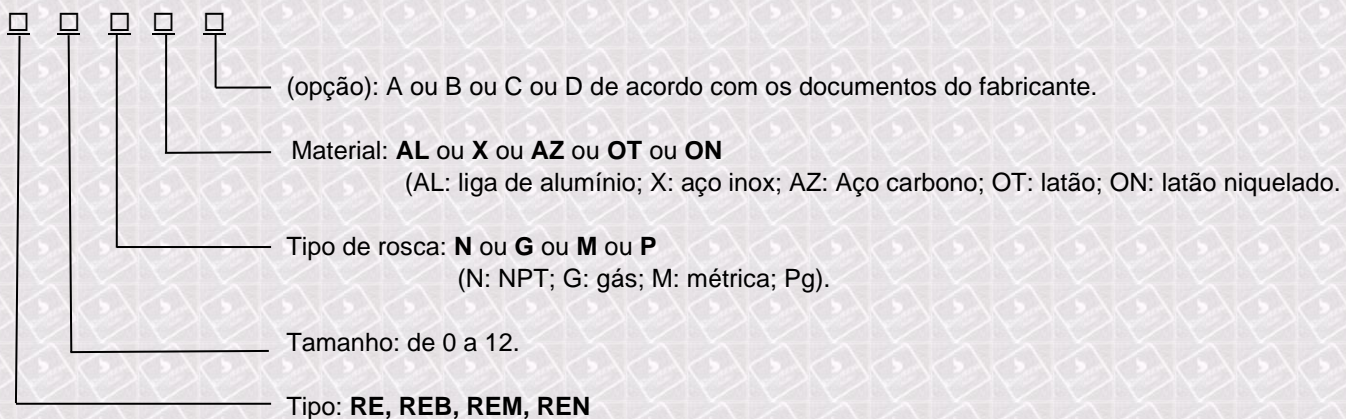 □ □ □ □ □
(opção): A ou B ou C ou D de acordo com os documentos do fabricante.
Material: AL ou X ou AZ ou OT ou ON
(AL: liga de alumínio; X: aço inox; AZ: Aço carbono; OT: latão; ON: latão niquelado.
Tipo de rosca: N ou G ou M ou P
(N: NPT; G: gás; M: métrica; Pg).
Tamanho: de 0 a 12.
Tipo: RE, REB, REM, REN